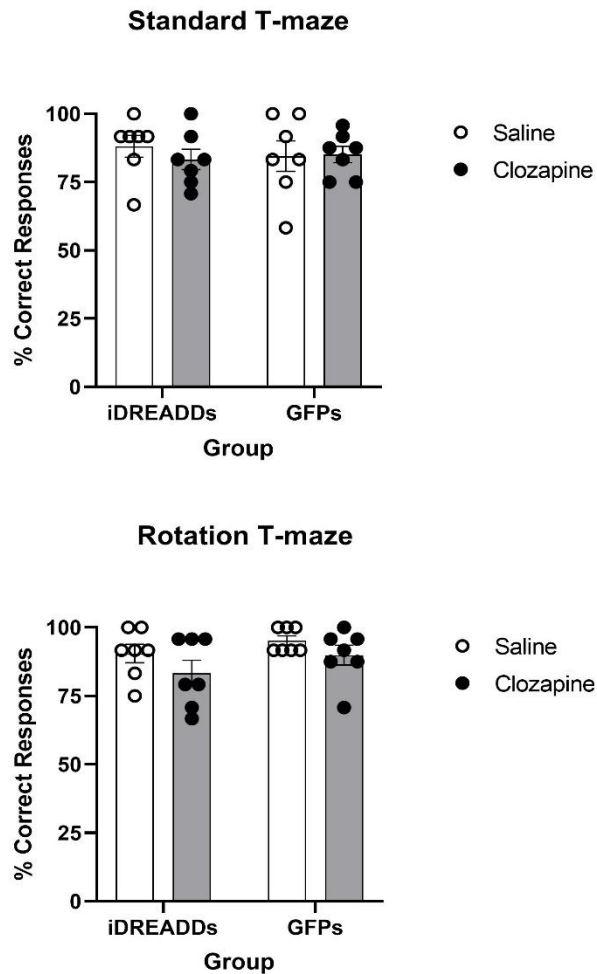 Standard T-maze
% Correct Responses
100
75
50
25
0
iDREADDs GFPs
Group
Saline
Clozapine
Rotation T-maze
% Correct Responses
100
75
50
25
0
iDREADDs GFPs
Group
Saline
Clozapine